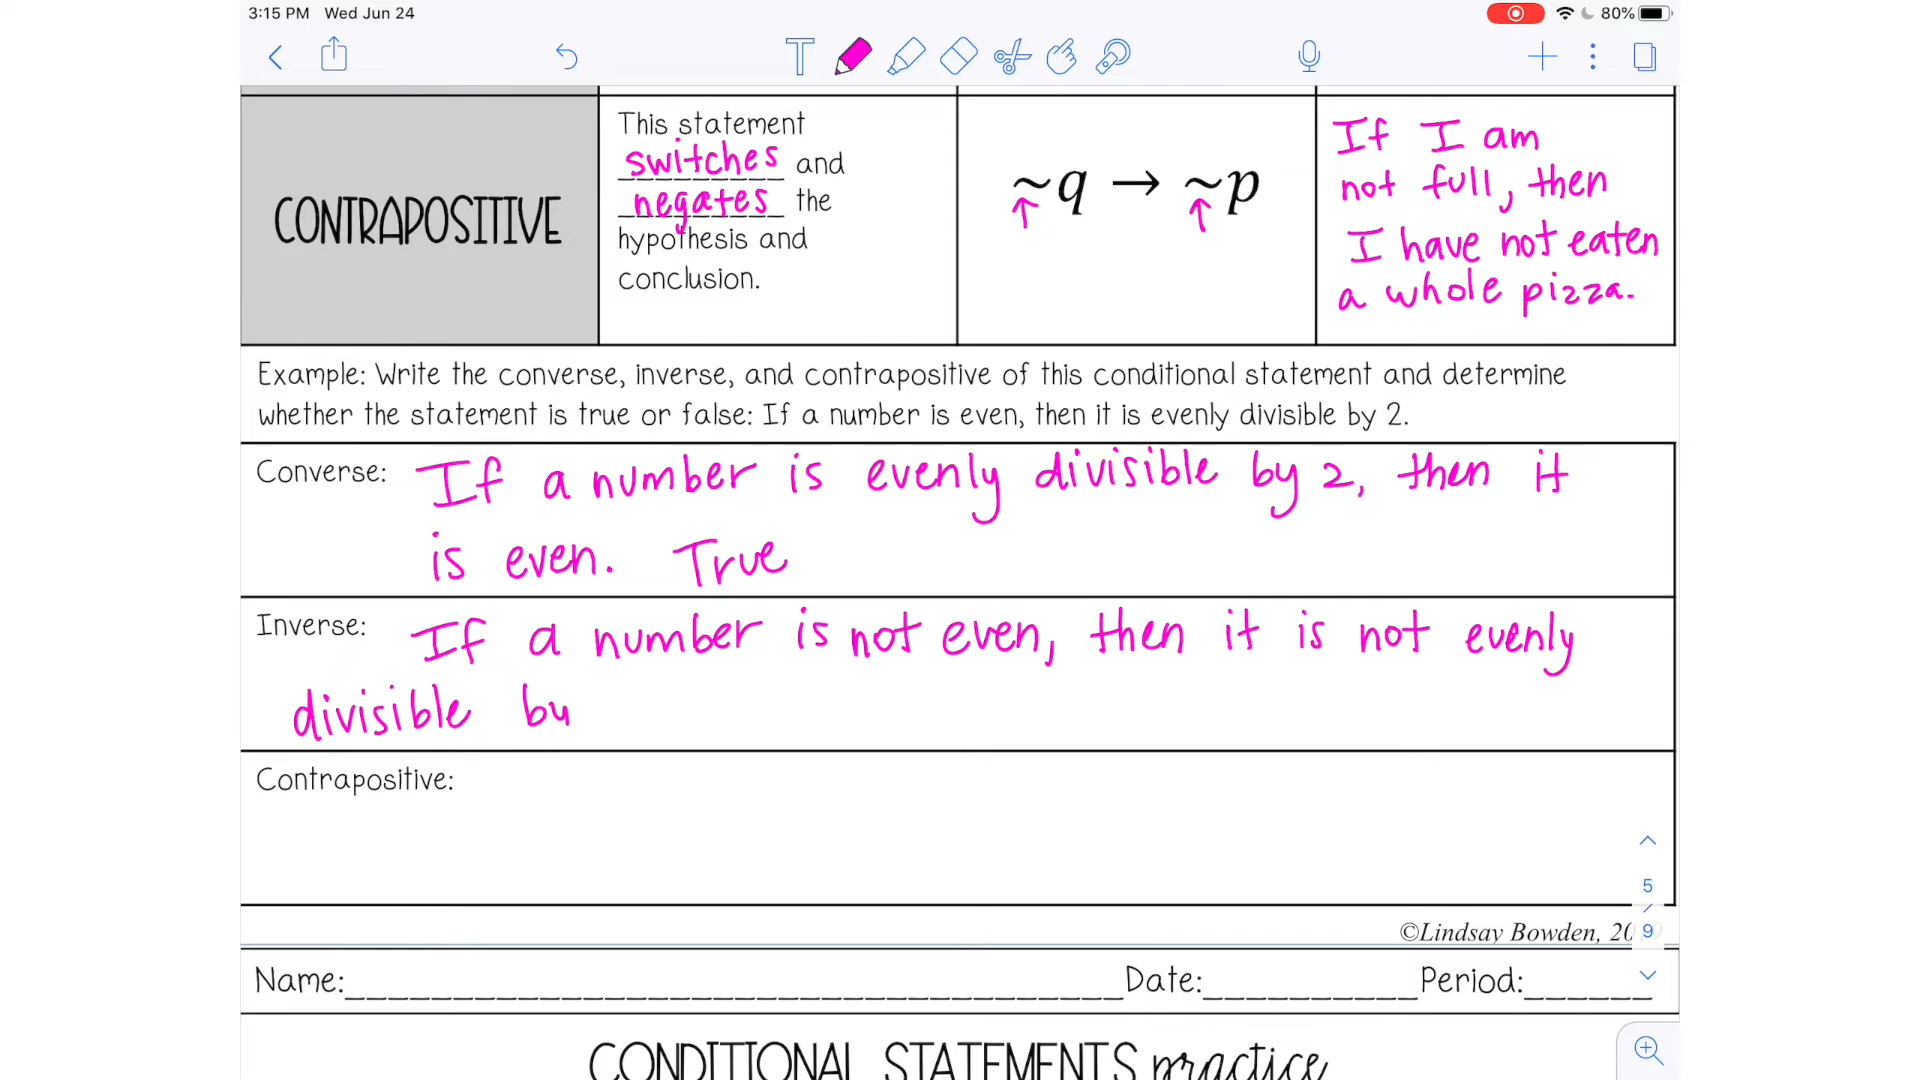 3:15 PM Wed Jun 24
80%
CONTRAPOSITIVE
This statement
switches and
negates the
hypothesis and
conclusion.
~q → ~p
If I am
not full, then
I have not eaten
a whole pizza.
Example: Write the converse, inverse, and contrapositive of this conditional statement and determine
whether the statement is true or false: If a number is even, then it is evenly divisible by 2.
Converse: If a number is evenly divisible by 2, then it
is even. True
Inverse: If a number is not even, then it is not evenly
divisible by
Contrapositive:
5
/
9
©Lindsay Bowden,
Name: Date: Period:
CONDITIONAL STATEMENTS practice